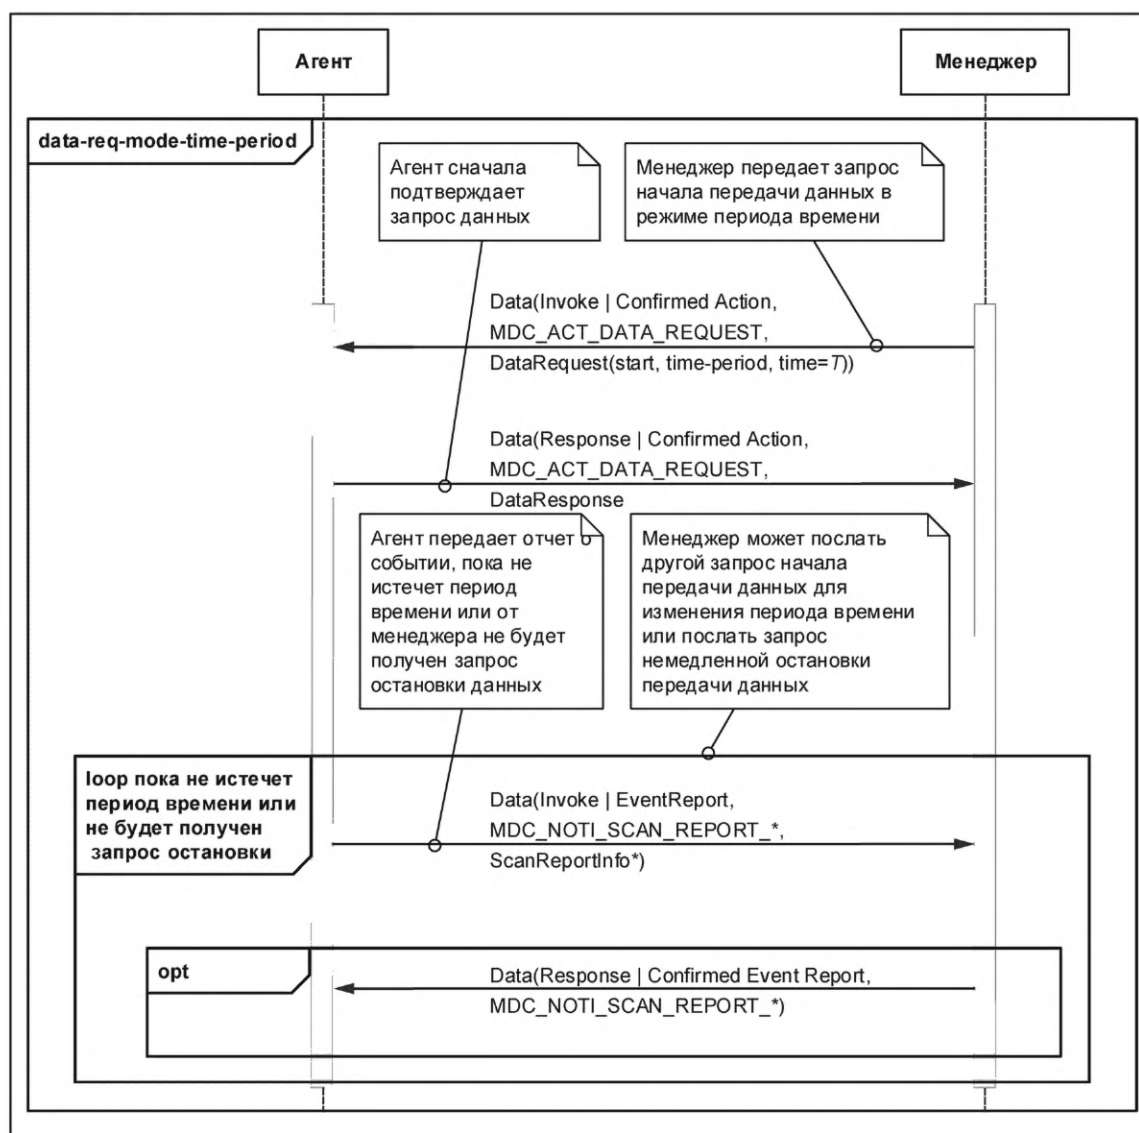 Агент
Менеджер
data-req-mode-time-period
Агент сначала
подтверждает
запрос данных
Менеджер передает запрос
начала передачи данных в
режиме периода времени
Data(Invoke | Confirmed Action,
MDC_ACT_DATA_REQUEST,
DataRequest(start, time-period, time=T))
Data(Response | Confirmed Action,
MDC_ACT_DATA_REQUEST,
DataResponse
Агент передает отчет о
событии, пока не
истечет период
времени или от
менеджера не будет
получен запрос
остановки данных
Менеджер может послать
другой запрос начала
передачи данных для
изменения периода времени
или послать запрос
немедленной остановки
передачи данных
loop пока не истечет
период времени или
не будет получен
запрос остановки
Data(Invoke | EventReport,
MDC_NOTI_SCAN_REPORT_*,
ScanReportInfo*)
opt
Data(Response | Confirmed Event Report,
MDC_NOTI_SCAN_REPORT_*)